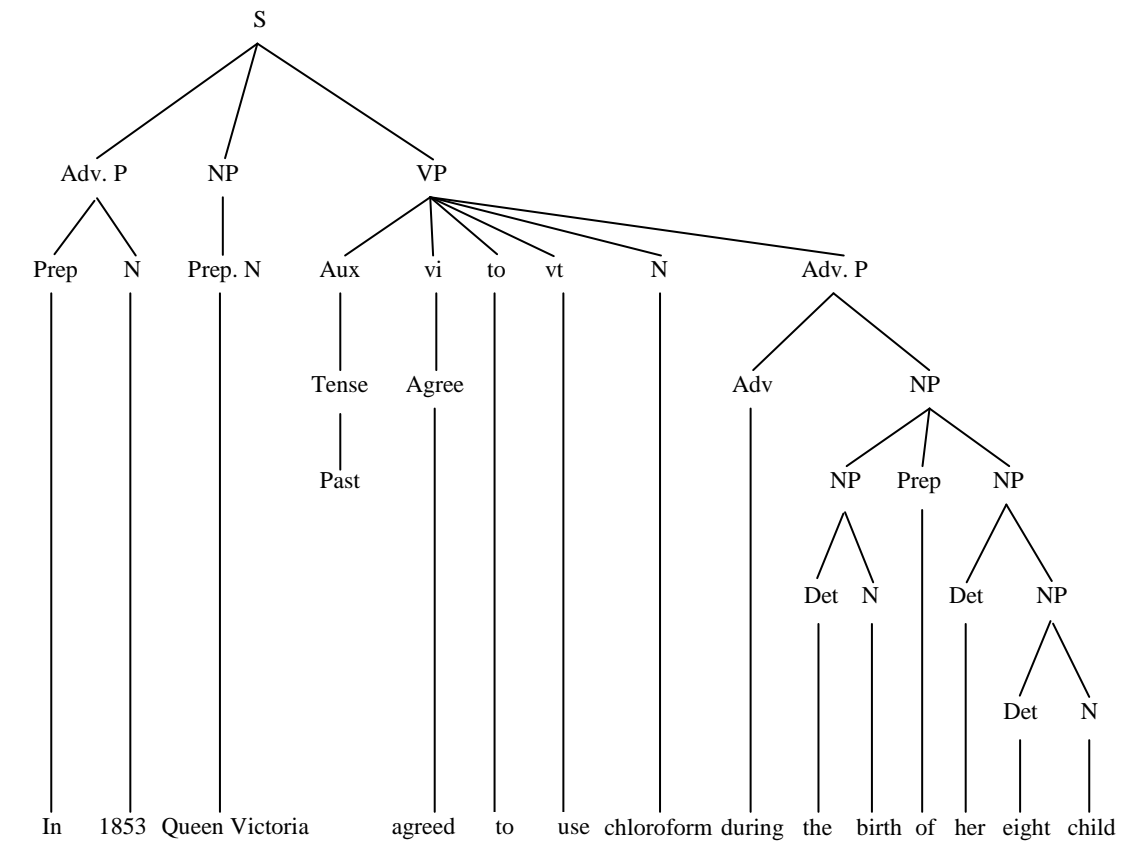 S
Adv. P NP VP
Prep N Prep. N Aux vi to vt N Adv. P
Tense Agree Adv NP
Past NP Prep NP
Det N Det NP
Det N
In 1853 Queen Victoria agreed to use chloroform during the birth of her eight child